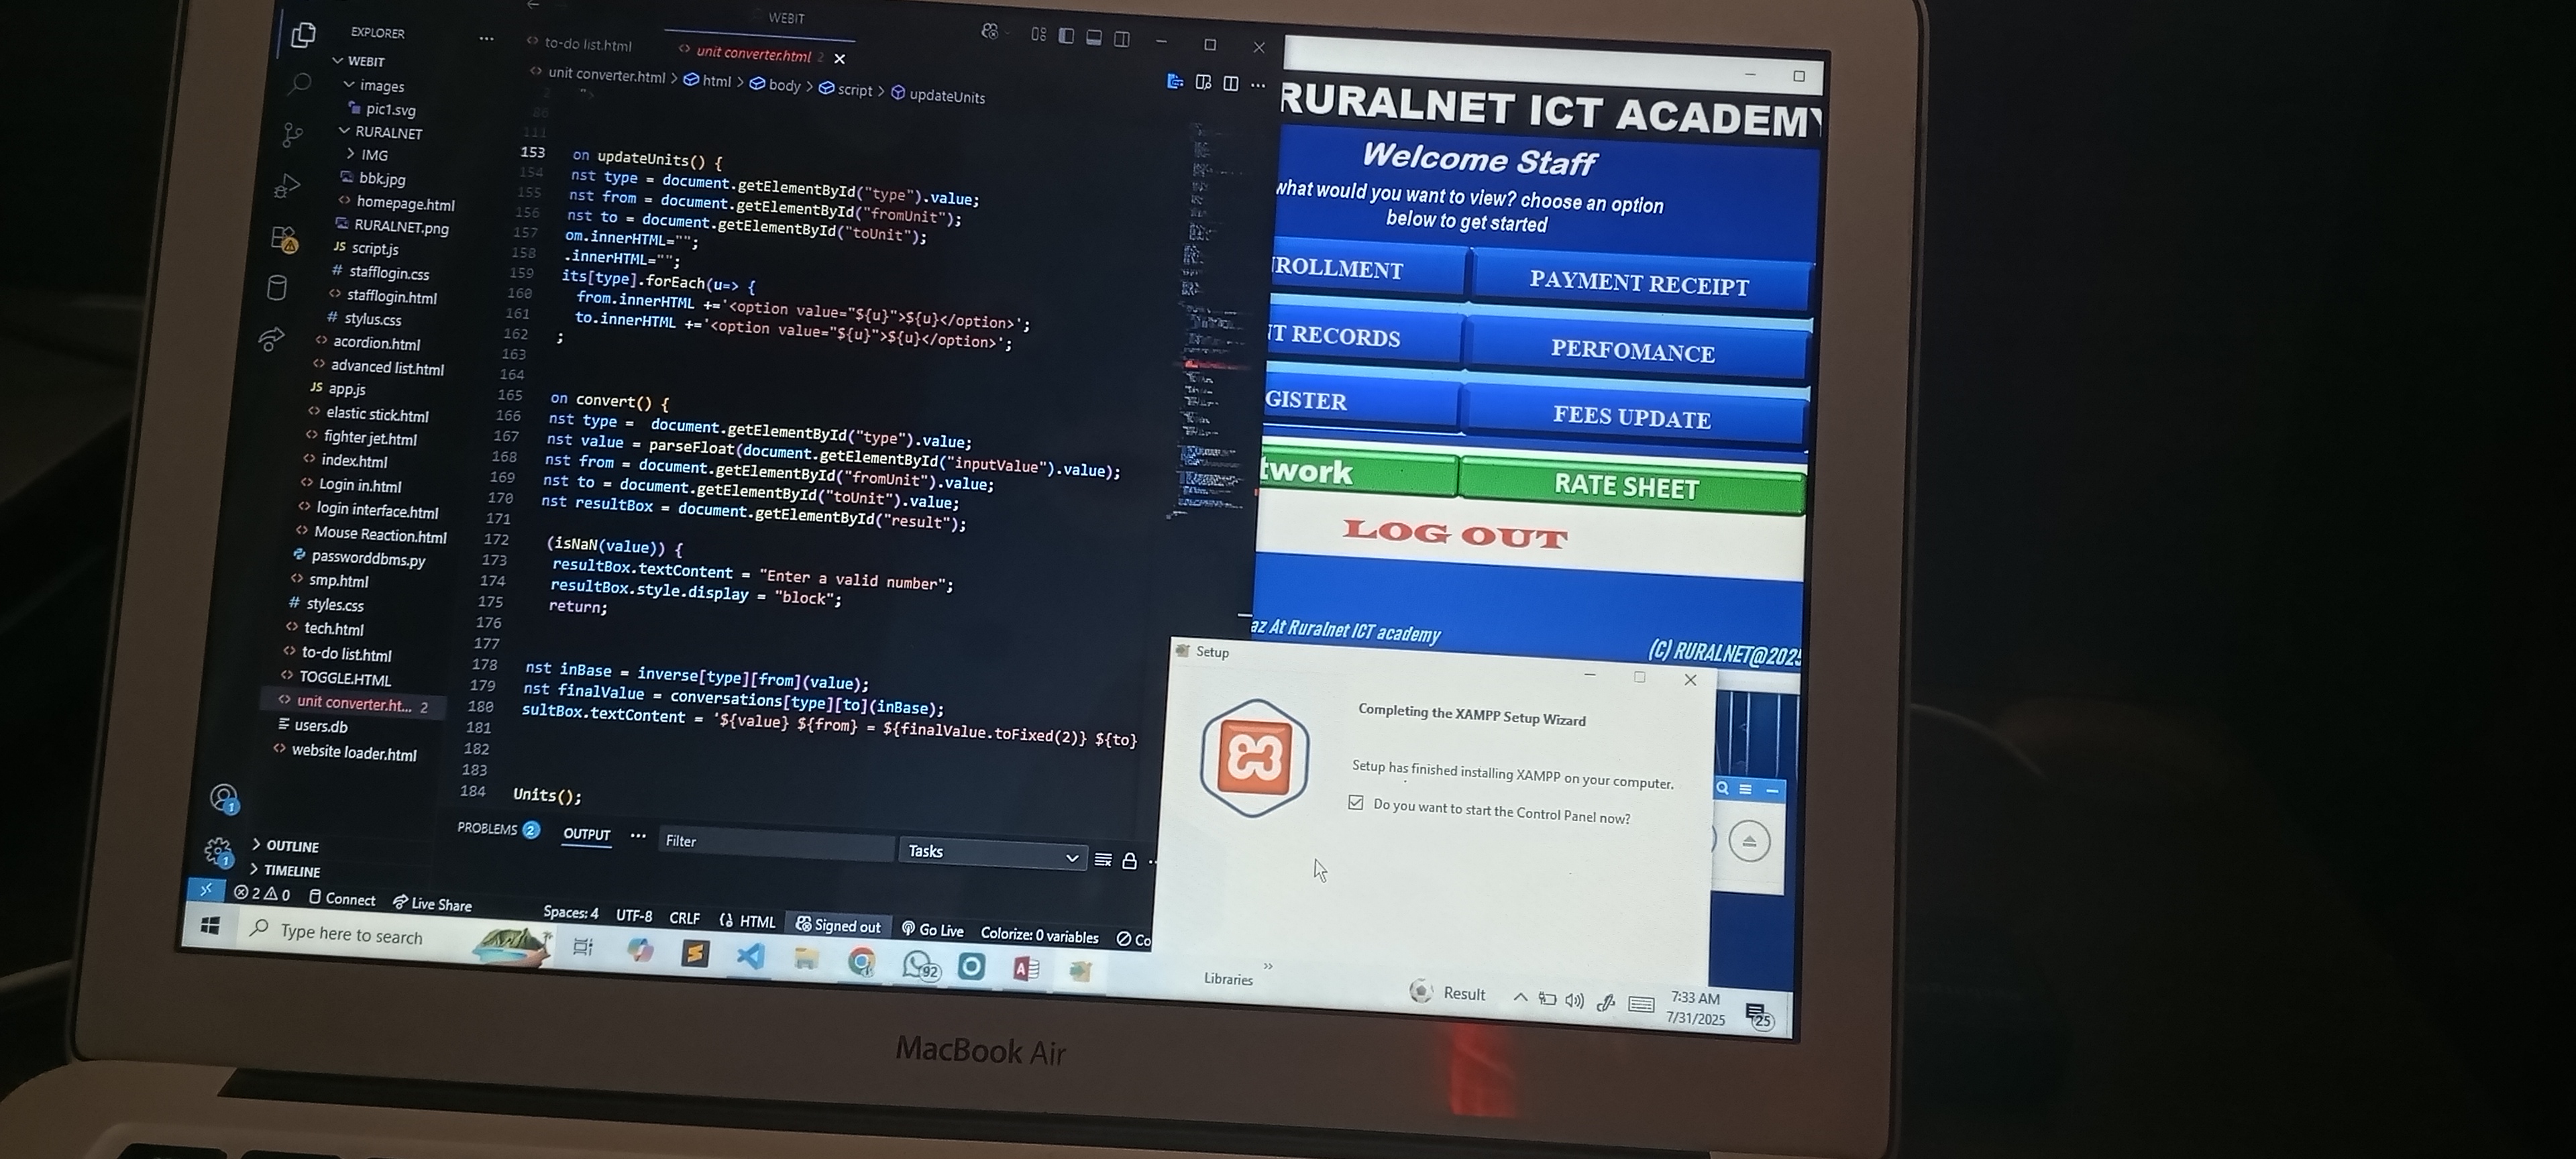 WEBIT
EXPLORER
WEBIT
images
pic1.svg
RURALNET
IMG
bbk.jpg
homepage.html
RURALNET.png
JS script.js
# stafflogin.css
stafflogin.html
# stylus.css
acordion.html
advanced list.html
JS app.js
elastic stick.html
fighter jet.html
index.html
Login in.html
login interface.html
Mouse Reaction.html
passworddbms.py
smp.html
# styles.css
tech.html
to-do list.html
TOGGLE.HTML
unit converter.ht... 2
users.db
website loader.html
OUTLINE
TIMELINE
to-do list.html
unit converter.html 2
unit converter.html > html > body > script > updateUnits
86
111
153 on updateUnits() {
154 nst type = document.getElementById("type").value;
155 nst from = document.getElementById("fromUnit");
156 nst to = document.getElementById("toUnit");
157 om.innerHTML="";
158 .innerHTML="";
159 its[type].forEach(u=> {
160 from.innerHTML +='<option value="${u}">${u}</option>';
161 to.innerHTML +='<option value="${u}">${u}</option>';
162 ;
163
164
165 on convert() {
166 nst type = document.getElementById("type").value;
167 nst value = parseFloat(document.getElementById("inputValue").value);
168 nst from = document.getElementById("fromUnit").value;
169 nst to = document.getElementById("toUnit").value;
170 nst resultBox = document.getElementById("result");
171
172 (isNaN(value)) {
173 resultBox.textContent = "Enter a valid number";
174 resultBox.style.display = "block";
175 return;
176
177
178 nst inBase = inverse[type][from](value);
179 nst finalValue = conversations[type][to](inBase);
180 sultBox.textContent = '${value} ${from} = ${finalValue.toFixed(2)} ${to}
181
182
183
184 Units();
PROBLEMS 2 OUTPUT ... Filter Tasks
2 0 Connect Live Share Spaces: 4 UTF-8 CRLF HTML Signed out Go Live Colorize: 0 variables Co
RURALNET ICT ACADEMY
Welcome Staff
what would you want to view? choose an option
below to get started
ROLLMENT PAYMENT RECEIPT
T RECORDS PERFOMANCE
GISTER FEES UPDATE
twork RATE SHEET
LOG OUT
az At Ruralnet ICT academy
(C) RURALNET@2025
Setup
Completing the XAMPP Setup Wizard
Setup has finished installing XAMPP on your computer.
Do you want to start the Control Panel now?
Type here to search
92
Libraries
Result
7:33 AM
7/31/2025
25
MacBook Air